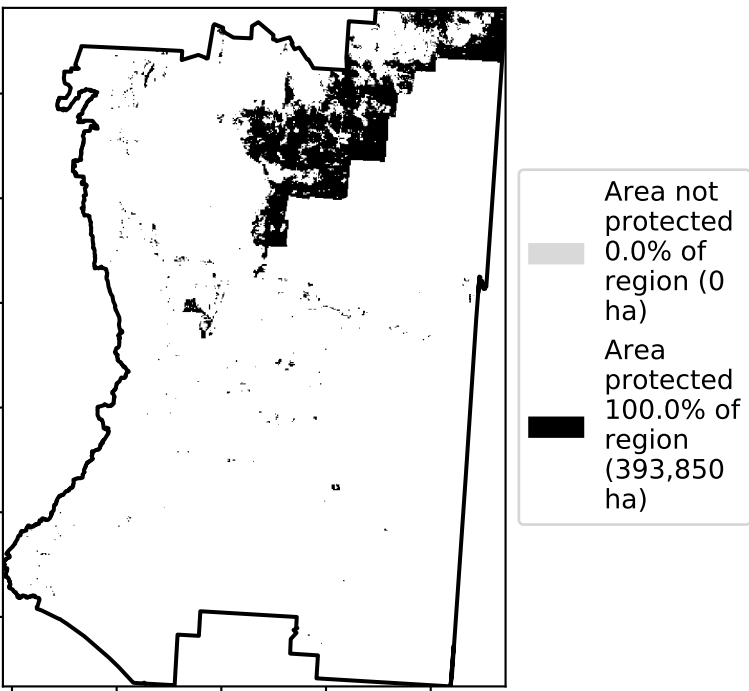 Area not
protected
0.0% of
region (0
ha)
Area
protected
100.0% of
region
(393,850
ha)